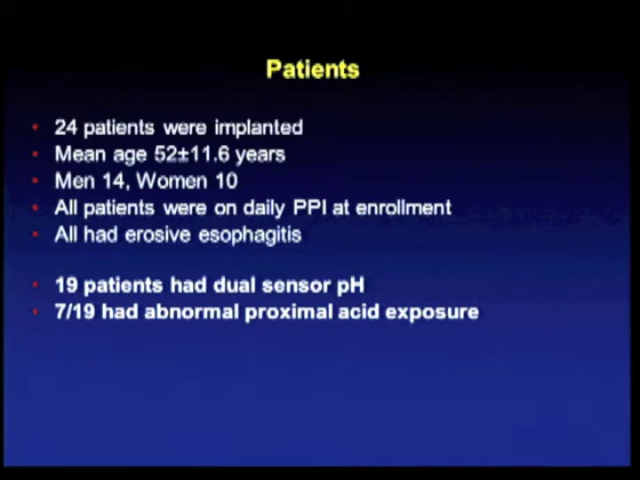 Patients
• 24 patients were implanted
• Mean age 52±11.6 years
• Men 14, Women 10
• All patients were on daily PPI at enrollment
• All had erosive esophagitis
• 19 patients had dual sensor pH
• 7/19 had abnormal proximal acid exposure